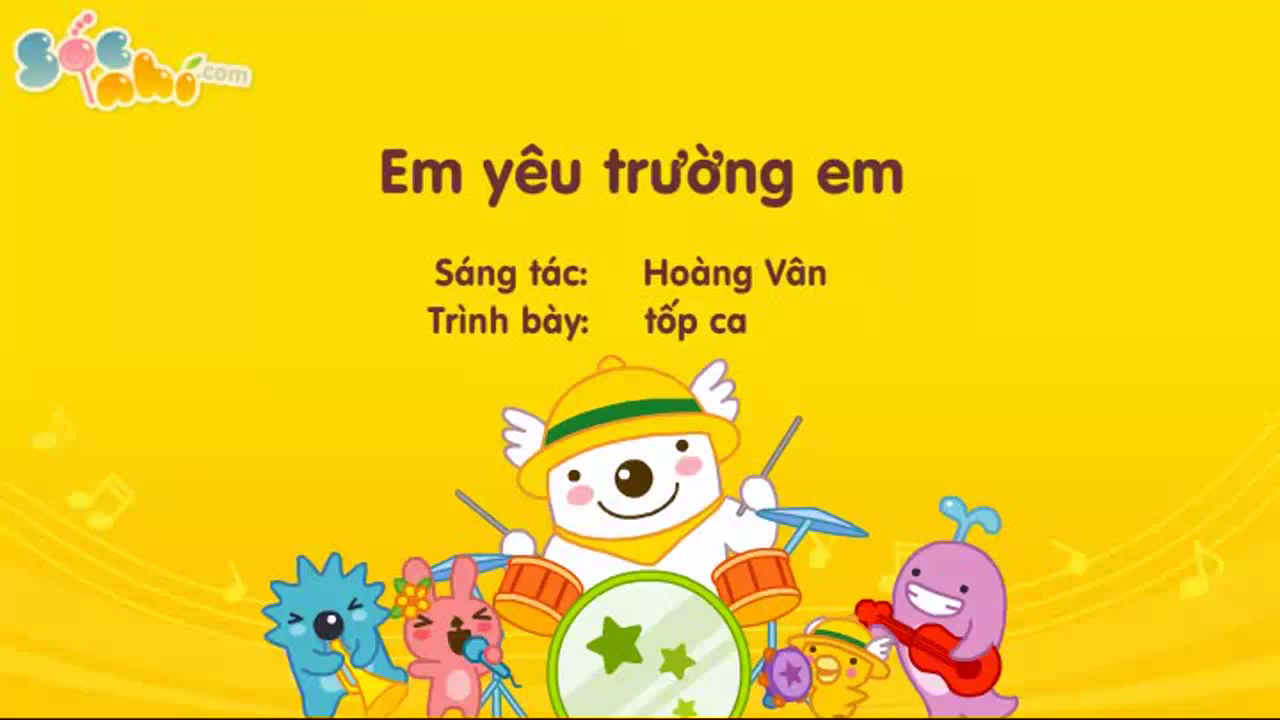 Sóc nhí.com
Em yêu trường em
Sáng tác: Hoàng Vân
Trình bày: tốp ca